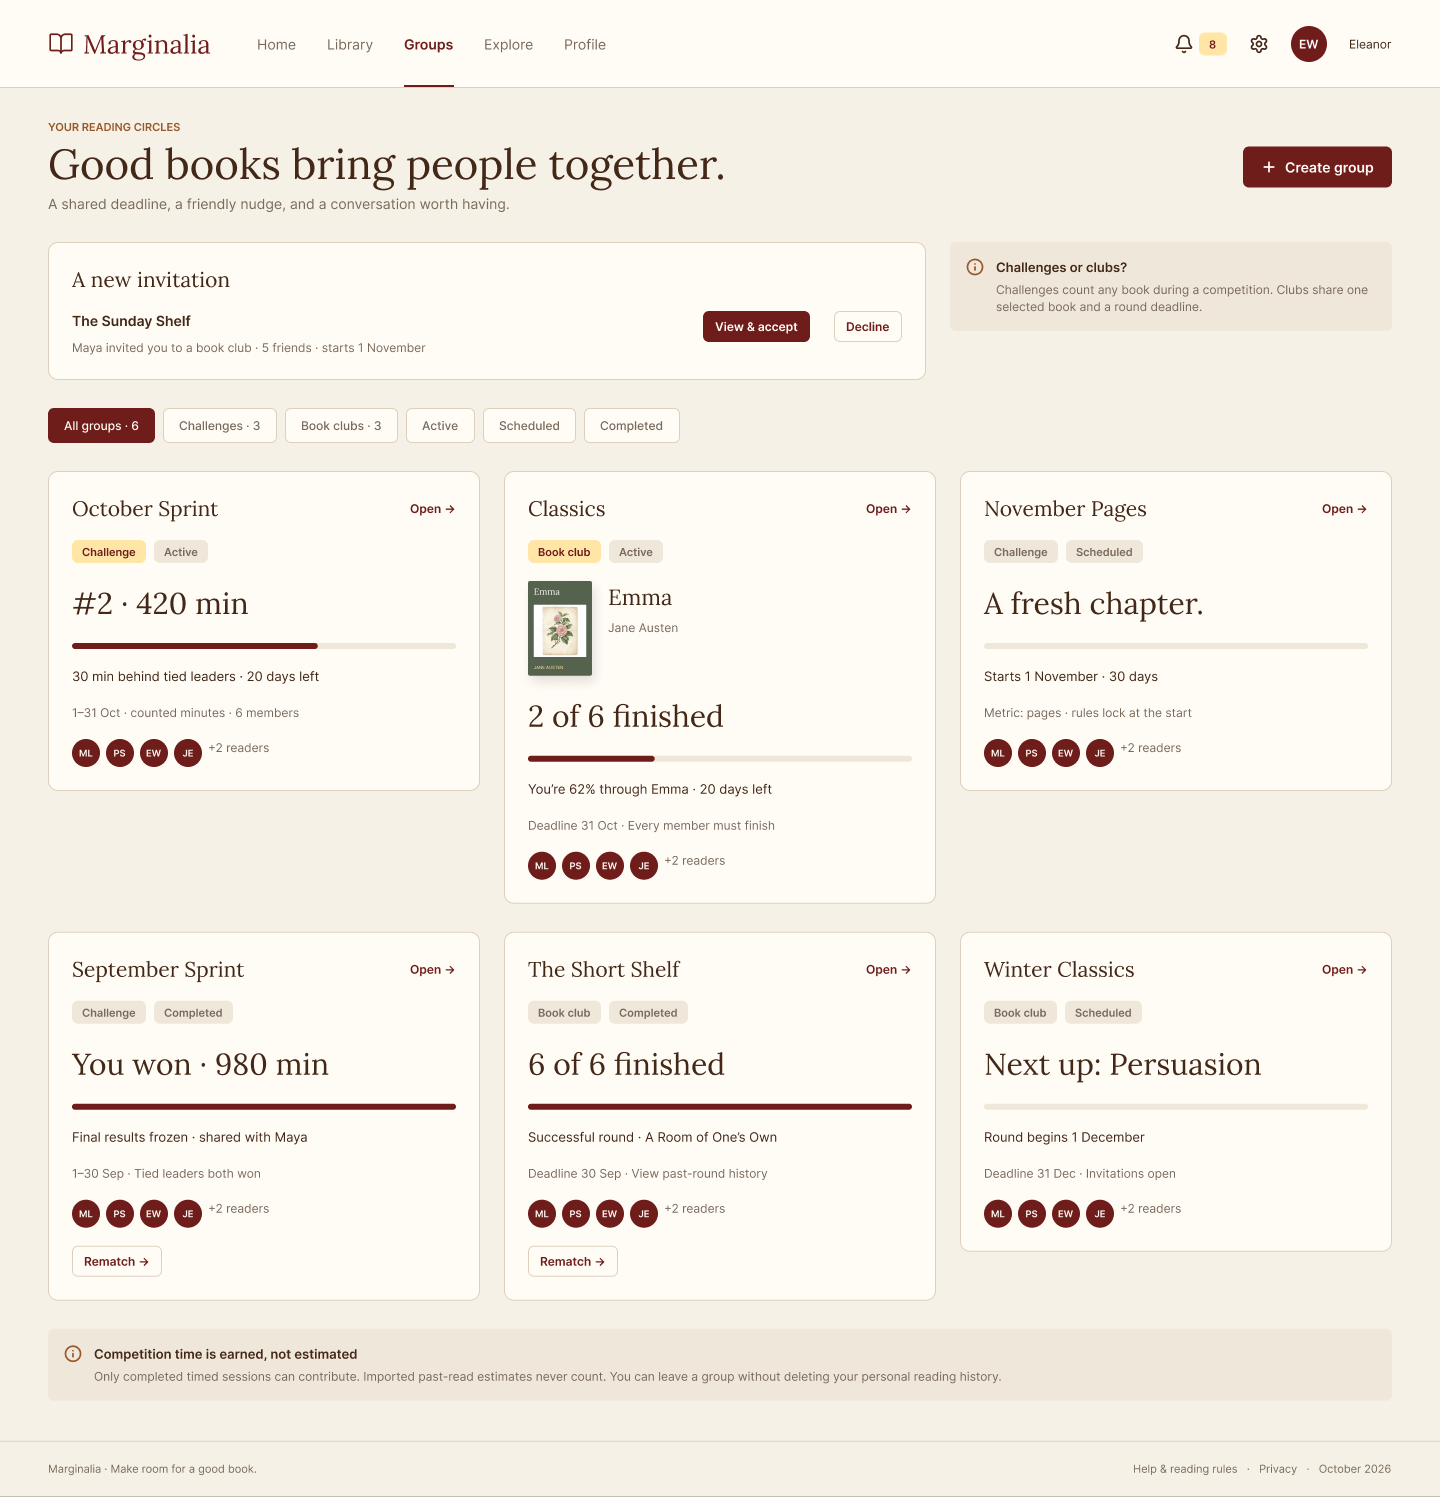 Marginalia
Home
Library
Groups
Explore
Profile
8
EW
Eleanor
YOUR READING CIRCLES
Good books bring people together.
A shared deadline, a friendly nudge, and a conversation worth having.
+ Create group
A new invitation
The Sunday Shelf
Maya invited you to a book club · 5 friends · starts 1 November
View & accept
Decline
Challenges or clubs?
Challenges count any book during a competition. Clubs share one
selected book and a round deadline.
All groups · 6
Challenges · 3
Book clubs · 3
Active
Scheduled
Completed
October Sprint
Open →
Challenge
Active
#2 · 420 min
30 min behind tied leaders · 20 days left
1–31 Oct · counted minutes · 6 members
ML
PS
EW
JE
+2 readers
Classics
Open →
Book club
Active
Emma
JANE AUSTEN
Emma
Jane Austen
2 of 6 finished
You’re 62% through Emma · 20 days left
Deadline 31 Oct · Every member must finish
ML
PS
EW
JE
+2 readers
November Pages
Open →
Challenge
Scheduled
A fresh chapter.
Starts 1 November · 30 days
Metric: pages · rules lock at the start
ML
PS
EW
JE
+2 readers
September Sprint
Open →
Challenge
Completed
You won · 980 min
Final results frozen · shared with Maya
1–30 Sep · Tied leaders both won
ML
PS
EW
JE
+2 readers
Rematch →
The Short Shelf
Open →
Book club
Completed
6 of 6 finished
Successful round · A Room of One’s Own
Deadline 30 Sep · View past-round history
ML
PS
EW
JE
+2 readers
Rematch →
Winter Classics
Open →
Book club
Scheduled
Next up: Persuasion
Round begins 1 December
Deadline 31 Dec · Invitations open
ML
PS
EW
JE
+2 readers
Competition time is earned, not estimated
Only completed timed sessions can contribute. Imported past-read estimates never count. You can leave a group without deleting your personal reading history.
Marginalia · Make room for a good book.
Help & reading rules · Privacy · October 2026